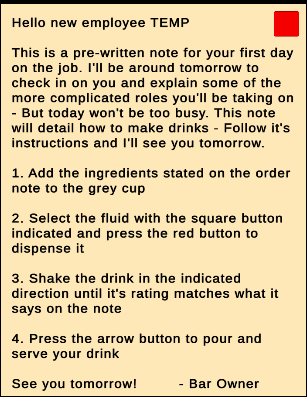 Hello new employee TEMP
This is a pre-written note for your first day
on the job. I'll be around tomorrow to
check in on you and explain some of the
more complicated roles you'll be taking on
- But today won't be too busy. This note
will detail how to make drinks - Follow it's
instructions and I'll see you tomorrow.
1. Add the ingredients stated on the order
note to the grey cup
2. Select the fluid with the square button
indicated and press the red button to
dispense it
3. Shake the drink in the indicated
direction until it's rating matches what it
says on the note
4. Press the arrow button to pour and
serve your drink
See you tomorrow! - Bar Owner